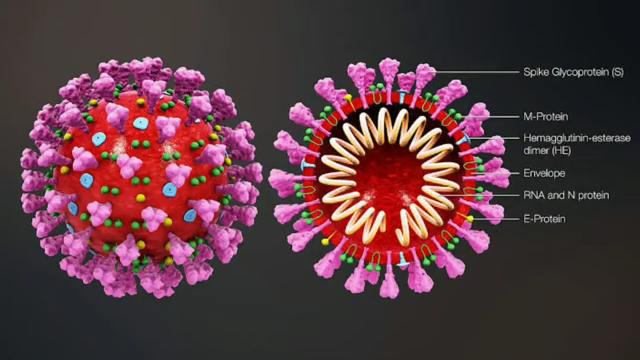 Spike Glycoprotein (S)
M-Protein
Hemagglutinin-esterase
dimer (HE)
Envelope
RNA and N protein
E-Protein